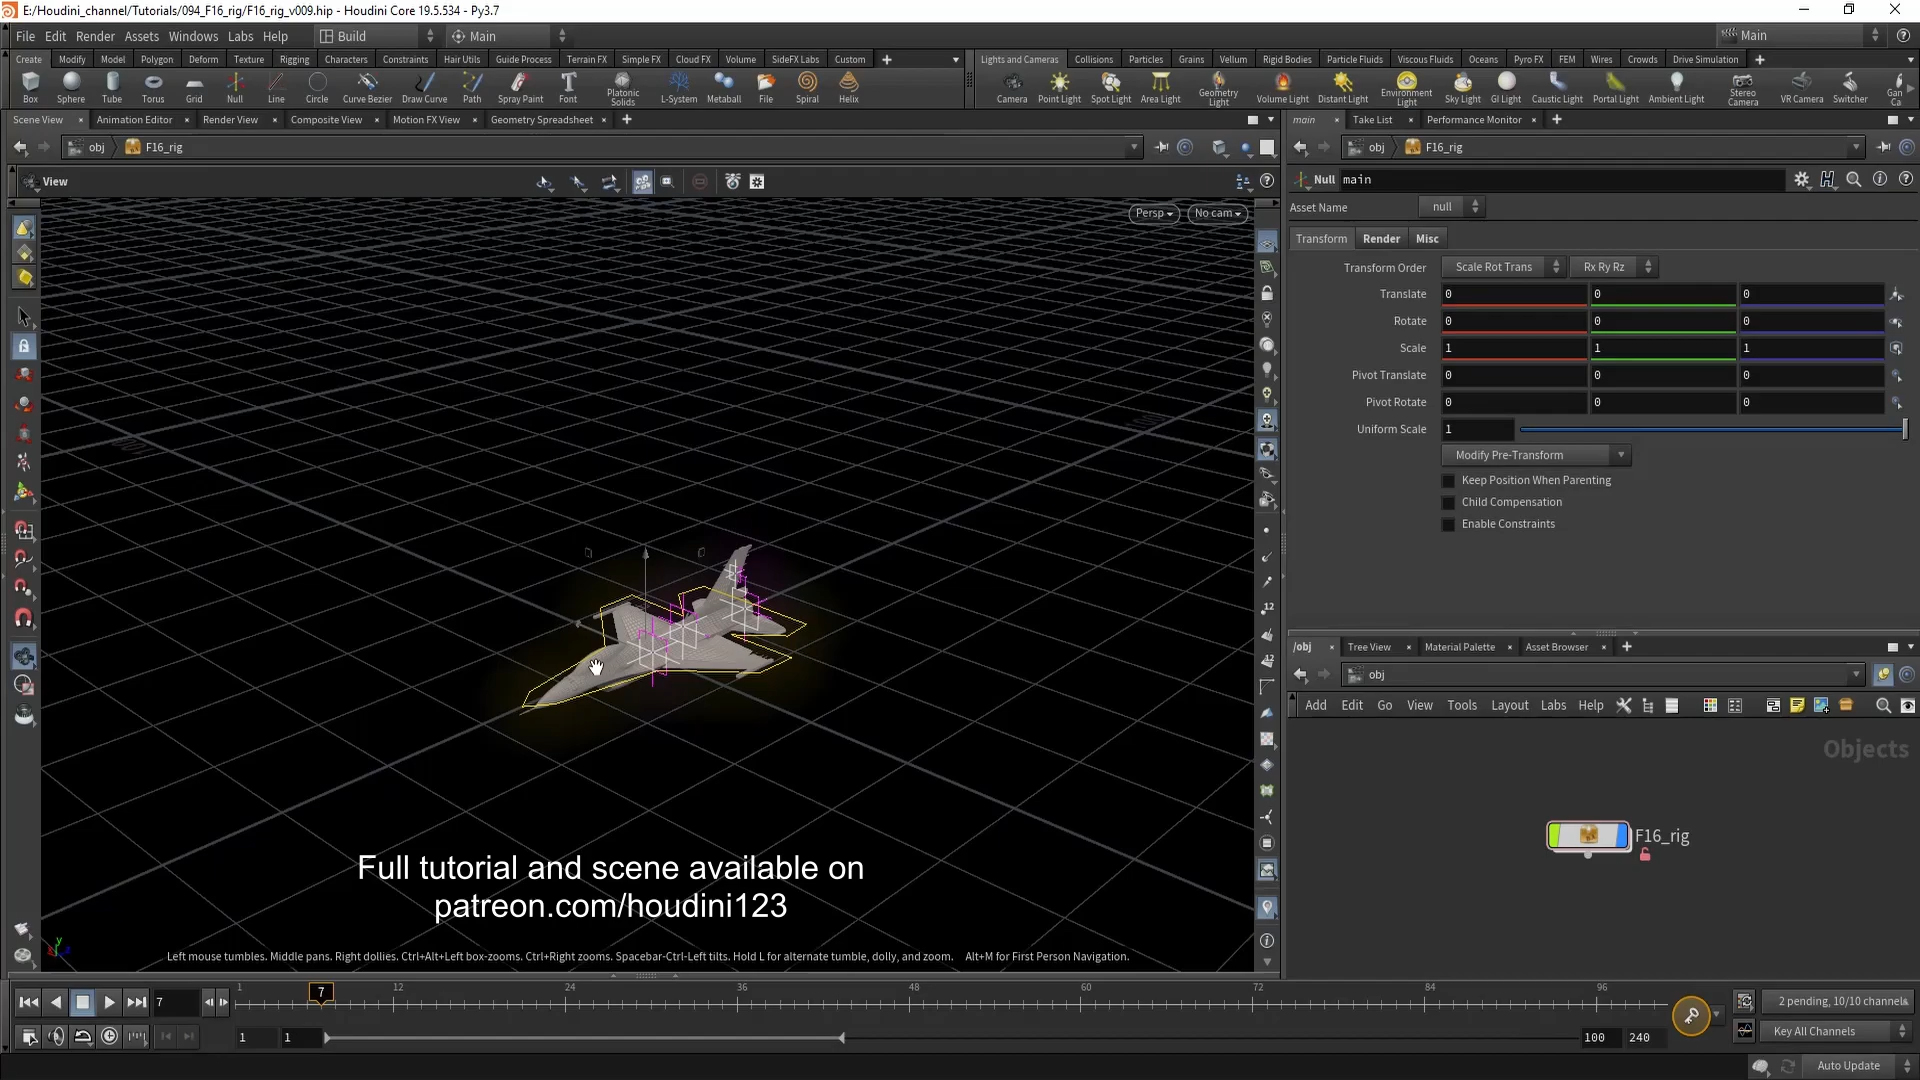 E:/Houdini_channel/Tutorials/094_F16_rig/F16_rig_v009.hip - Houdini Core 19.5.534 - Py3.7
File Edit Render Assets Windows Labs Help Build Main Main
Create Modify Model Polygon Deform Texture Rigging Characters Constraints Hair Utils Guide Process Terrain FX Simple FX Cloud FX Volume SideFX Labs Custom
Lights and Cameras Collisions Particles Grains Vellum Rigid Bodies Particle Fluids Viscous Fluids Oceans Pyro FX FEM Wires Crowds Drive Simulation
Box Sphere Tube Torus Grid Null Line Circle Curve Bezier Draw Curve Path Spray Paint Font Platonic Solids L-System Metaball File Spiral Helix
Camera Point Light Spot Light Area Light Geometry Light Volume Light Distant Light Environment Light Sky Light GI Light Caustic Light Portal Light Ambient Light Stereo Camera VR Camera Switcher Gan Ca
Scene View Animation Editor Render View Composite View Motion FX View Geometry Spreadsheet
main Take List Performance Monitor
obj F16_rig
obj F16_rig
View
Persp No cam
Null main
Asset Name null
Transform Render Misc
Transform Order Scale Rot Trans Rx Ry Rz
Translate 0 0 0
Rotate 0 0 0
Scale 1 1 1
Pivot Translate 0 0 0
Pivot Rotate 0 0 0
Uniform Scale 1
Modify Pre-Transform
Keep Position When Parenting
Child Compensation
Enable Constraints
/obj Tree View Material Palette Asset Browser
obj
Add Edit Go View Tools Layout Labs Help
Objects
F16_rig
Full tutorial and scene available on
patreon.com/houdini123
Left mouse tumbles. Middle pans. Right dollies. Ctrl+Alt+Left box-zooms. Ctrl+Right zooms. Spacebar-Ctrl-Left tilts. Hold L for alternate tumble, dolly, and zoom. Alt+M for First Person Navigation.
7 1 7 12 24 36 48 60 72 84 96
2 pending, 10/10 channels
1 1 100 240
Key All Channels
Auto Update